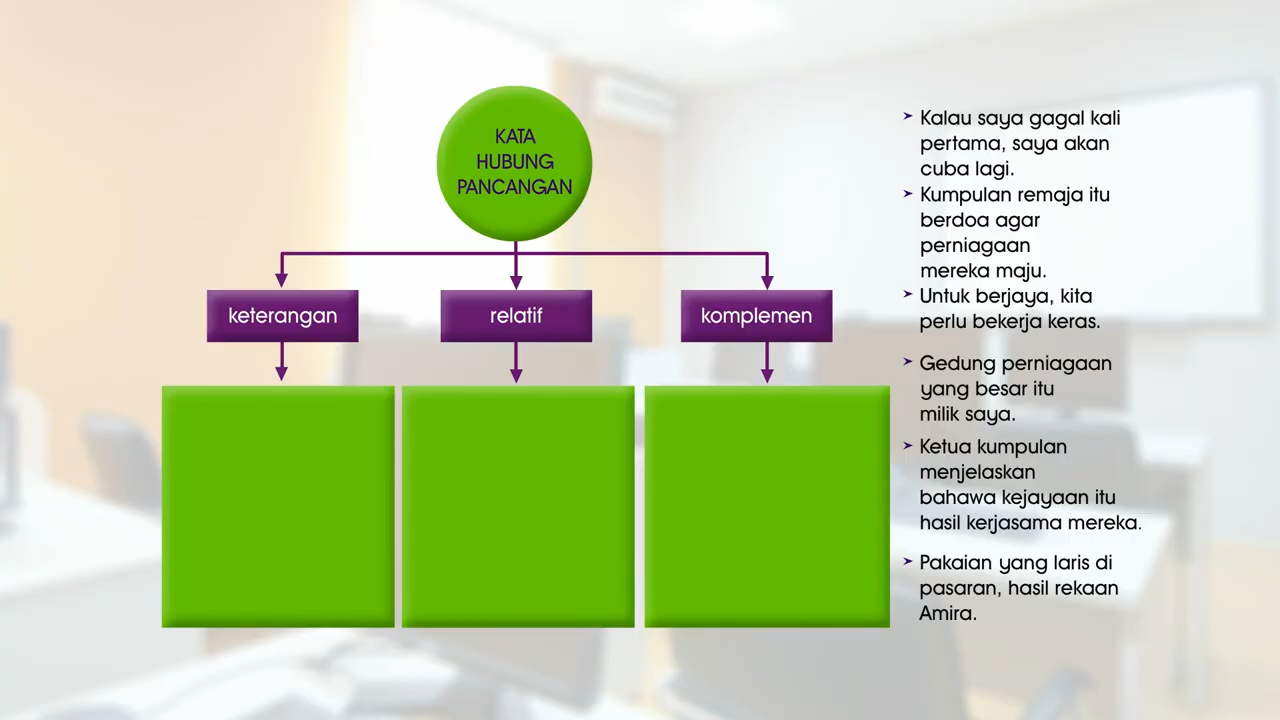 KATA
HUBUNG
PANCANGAN
keterangan
relatif
komplemen
➢ Kalau saya gagal kali
pertama, saya akan
cuba lagi.
➢ Kumpulan remaja itu
berdoa agar
perniagaan
mereka maju.
➢ Untuk berjaya, kita
perlu bekerja keras.
➢ Gedung perniagaan
yang besar itu
milik saya.
➢ Ketua kumpulan
menjelaskan
bahawa kejayaan itu
hasil kerjasama mereka.
➢ Pakaian yang laris di
pasaran, hasil rekaan
Amira.